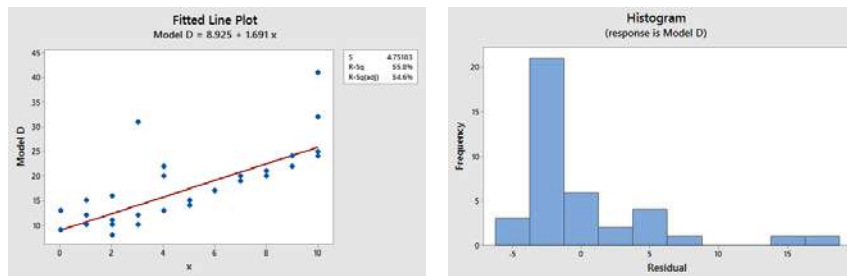 Fitted Line Plot
Model D = 8.925 + 1.691 x
S 4.75183
R-Sq 55.8%
R-Sq(adj) 54.6%
Model D
45
40
35
30
25
20
15
10
0 2 4 6 8 10
x
Histogram
(response is Model D)
Frequency
20
15
10
5
0
-5 0 5 10 15
Residual